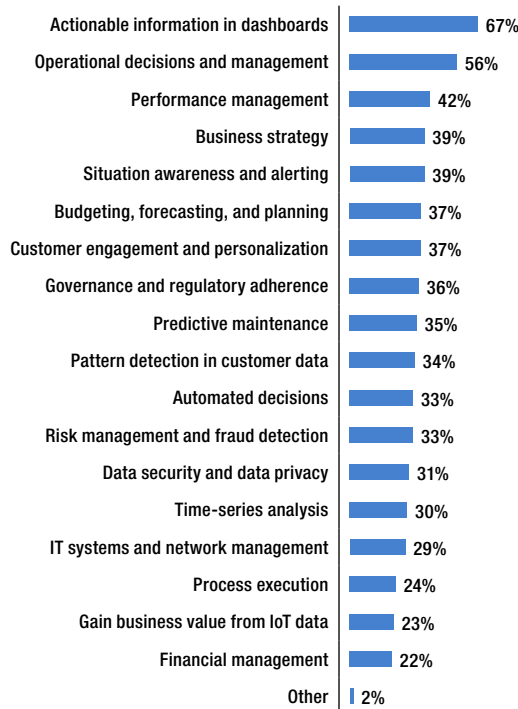 Actionable information in dashboards 67%
Operational decisions and management 56%
Performance management 42%
Business strategy 39%
Situation awareness and alerting 39%
Budgeting, forecasting, and planning 37%
Customer engagement and personalization 37%
Governance and regulatory adherence 36%
Predictive maintenance 35%
Pattern detection in customer data 34%
Automated decisions 33%
Risk management and fraud detection 33%
Data security and data privacy 31%
Time-series analysis 30%
IT systems and network management 29%
Process execution 24%
Gain business value from IoT data 23%
Financial management 22%
Other 2%